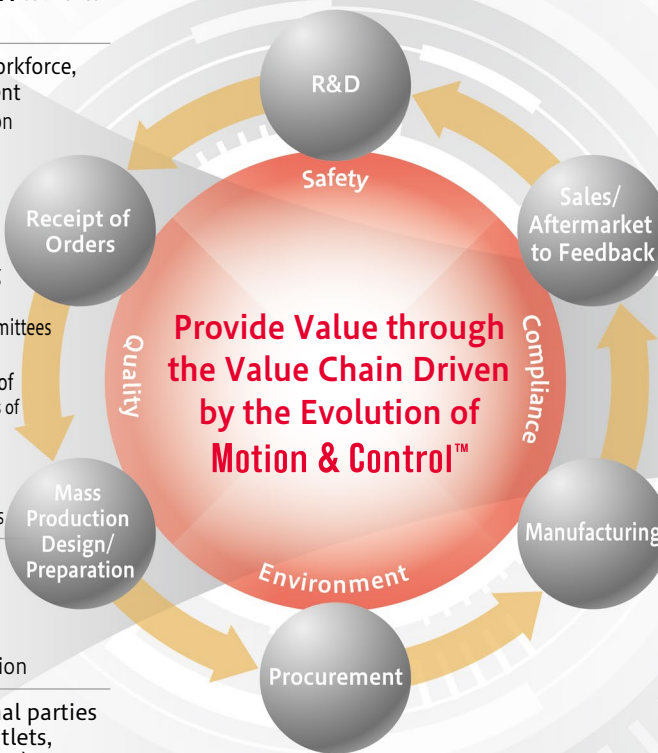 orkforce,
ent
on
mittees
of
s of
s
ion
al parties
tlets,
R&D
Receipt of
Orders
Mass
Production
Design/
Preparation
Procurement
Manufacturing
Sales/
Aftermarket
to Feedback
Safety
Quality
Compliance
Environment
Provide Value through
the Value Chain Driven
by the Evolution of
Motion & Control™